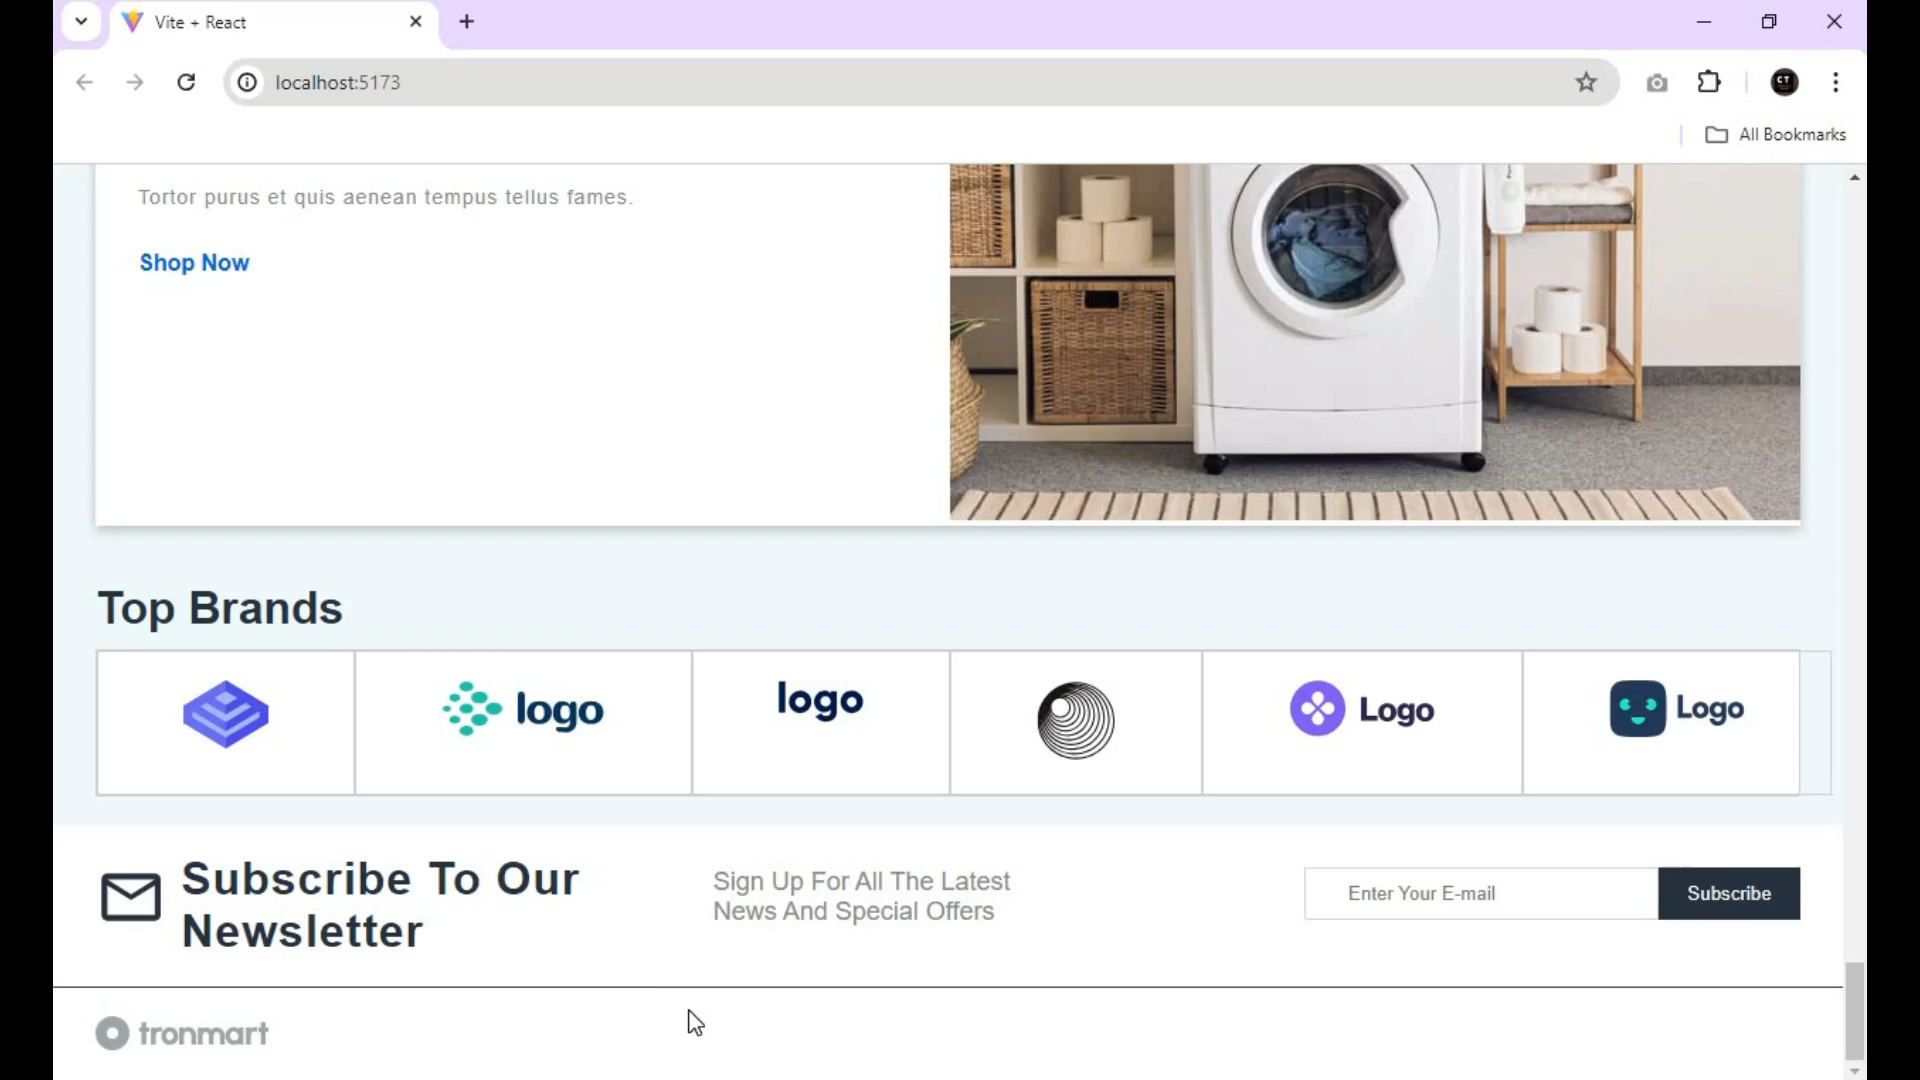 Vite + React
localhost:5173
CT
All Bookmarks
Tortor purus et quis aenean tempus tellus fames.
Shop Now
Top Brands
logo
logo
Logo
Logo
Subscribe To Our
Newsletter
Sign Up For All The Latest
News And Special Offers
Enter Your E-mail
Subscribe
tronmart